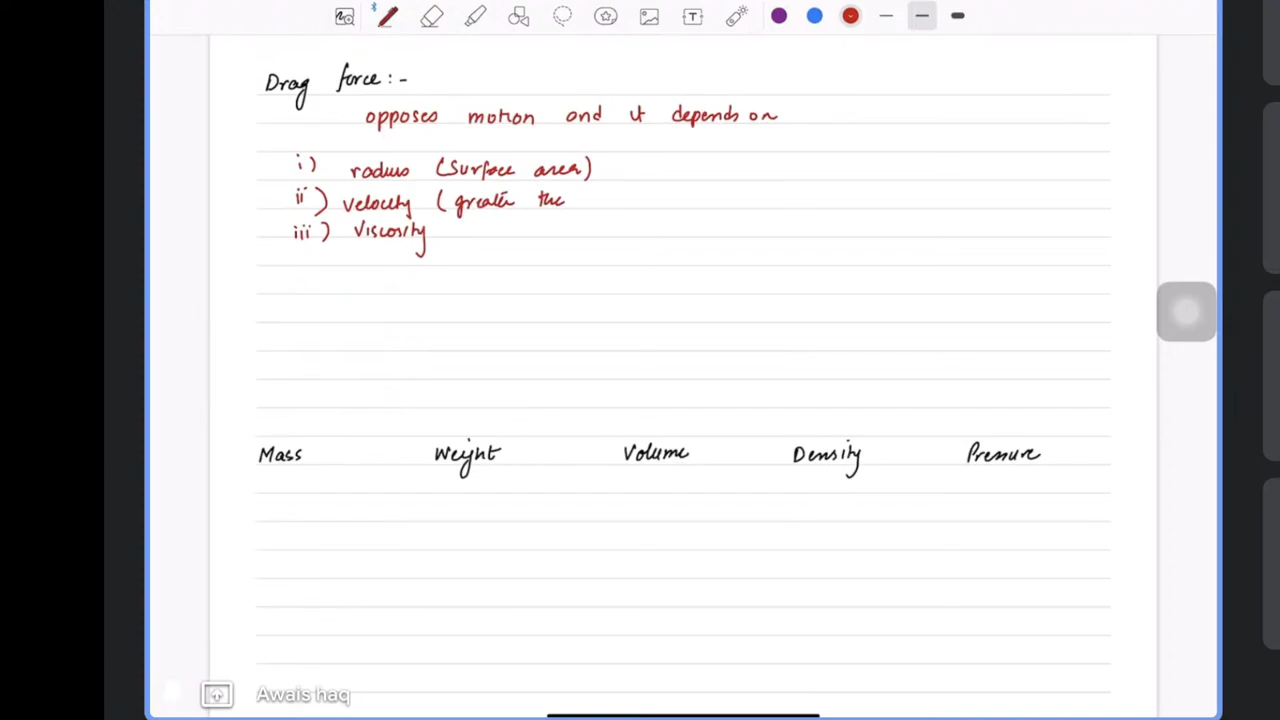 Drag force:-
opposes motion and it depends on
i) radius (surface area)
ii) velocity (greater the
iii) viscosity
Mass Weight Volume Density Pressure
Awais haq